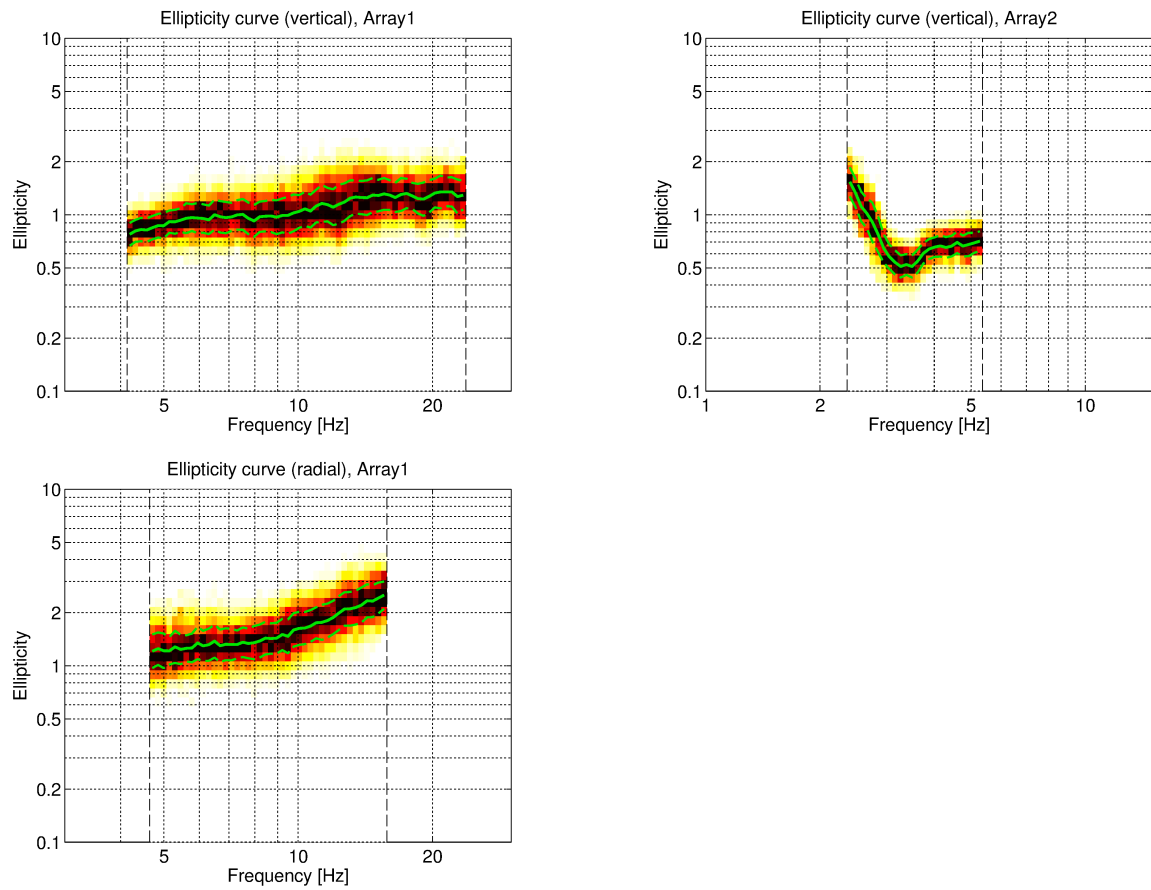 Ellipticity curve (vertical), Array1
10
5
2
1
0.5
0.2
0.1
Ellipticity
5 10 20
Frequency [Hz]
Ellipticity curve (vertical), Array2
10
5
2
1
0.5
0.2
0.1
Ellipticity
1 2 5 10
Frequency [Hz]
Ellipticity curve (radial), Array1
10
5
2
1
0.5
0.2
0.1
Ellipticity
5 10 20
Frequency [Hz]